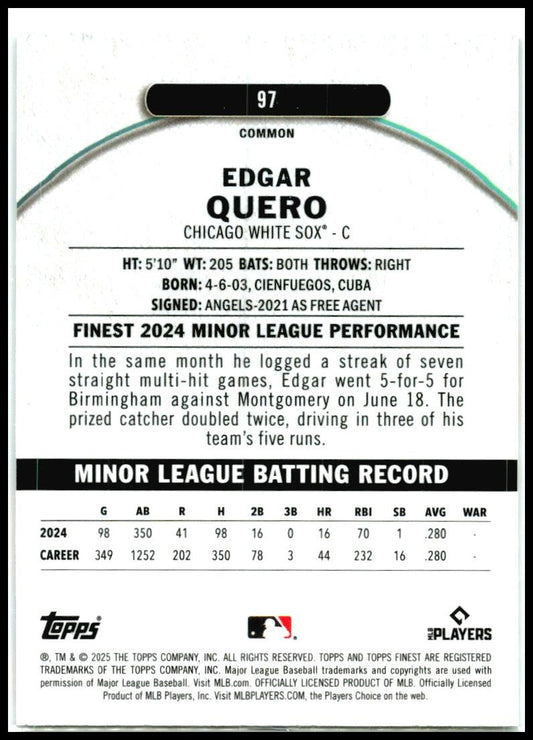 97
COMMON
EDGAR
QUERO
CHICAGO WHITE SOX® - C
HT: 5'10" WT: 205 BATS: BOTH THROWS: RIGHT
BORN: 4-6-03, CIENFUEGOS, CUBA
SIGNED: ANGELS-2021 AS FREE AGENT
FINEST 2024 MINOR LEAGUE PERFORMANCE
In the same month he logged a streak of seven
straight multi-hit games, Edgar went 5-for-5 for
Birmingham against Montgomery on June 18. The
prized catcher doubled twice, driving in three of his
team's five runs.
MINOR LEAGUE BATTING RECORD
G AB R H 2B 3B HR RBI SB AVG WAR
2024 98 350 41 98 16 0 16 70 1 .280 -
CAREER 349 1252 202 350 78 3 44 232 16 .280 -
Topps®
MLB PLAYERS
®, TM & © 2025 THE TOPPS COMPANY, INC. ALL RIGHTS RESERVED. TOPPS AND TOPPS FINEST ARE REGISTERED
TRADEMARKS OF THE TOPPS COMPANY, INC. Major League Baseball trademarks and copyrights are used with
permission of Major League Baseball. Visit MLB.com. OFFICIALLY LICENSED PRODUCT OF MLB. Officially Licensed
Product of MLB Players, Inc. Visit MLBPLAYERS.COM, the Players Choice on the web.